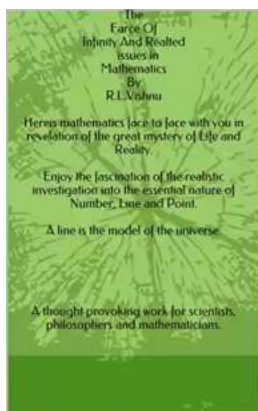 The
Farce Of
Infinity And Realted
issues in
Mathematics
By
R.L.Vishnu
Hereis mathematics face to face with you in
revelation of the great mystery of Life and
Reality.
Enjoy the fascination of the realistic
investigation into the essential nature of
Number, Line and Point.
A line is the model of the universe.
A thought provoking work for scientists,
philosophers and mathematicians.